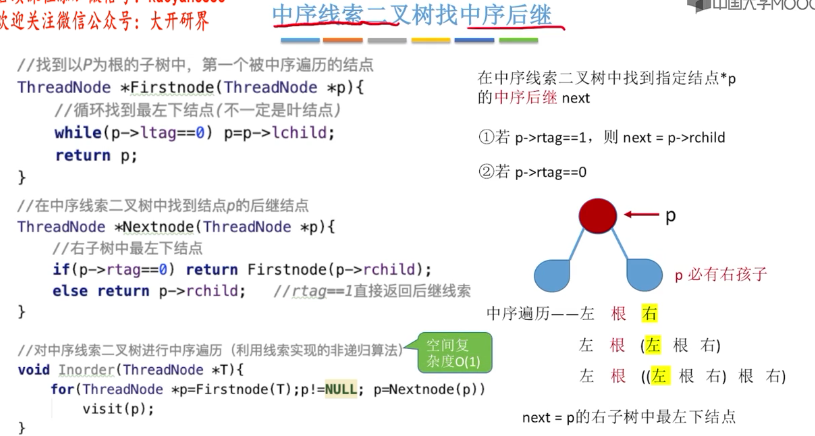 欢迎关注微信公众号：大开研界
中序线索二叉树找中序后继
中国大学MOOC
//找到以P为根的子树中，第一个被中序遍历的结点
ThreadNode *Firstnode(ThreadNode *p){
//循环找到最左下结点(不一定是叶结点)
while(p->ltag==0) p=p->lchild;
return p;
}
//在中序线索二叉树中找到结点p的后继结点
ThreadNode *Nextnode(ThreadNode *p){
//右子树中最左下结点
if(p->rtag==0) return Firstnode(p->rchild);
else return p->rchild; //rtag==1直接返回后继线索
}
//对中序线索二叉树进行中序遍历（利用线索实现的非递归算法）
void Inorder(ThreadNode *T){
for(ThreadNode *p=Firstnode(T);p!=NULL; p=Nextnode(p))
visit(p);
}
空间复
杂度O(1)
在中序线索二叉树中找到指定结点*p
的中序后继 next
①若 p->rtag==1，则 next = p->rchild
②若 p->rtag==0
p
p 必有右孩子
中序遍历——左 根 右
左 根 (左 根 右)
左 根 ((左 根 右) 根 右)
next = p的右子树中最左下结点